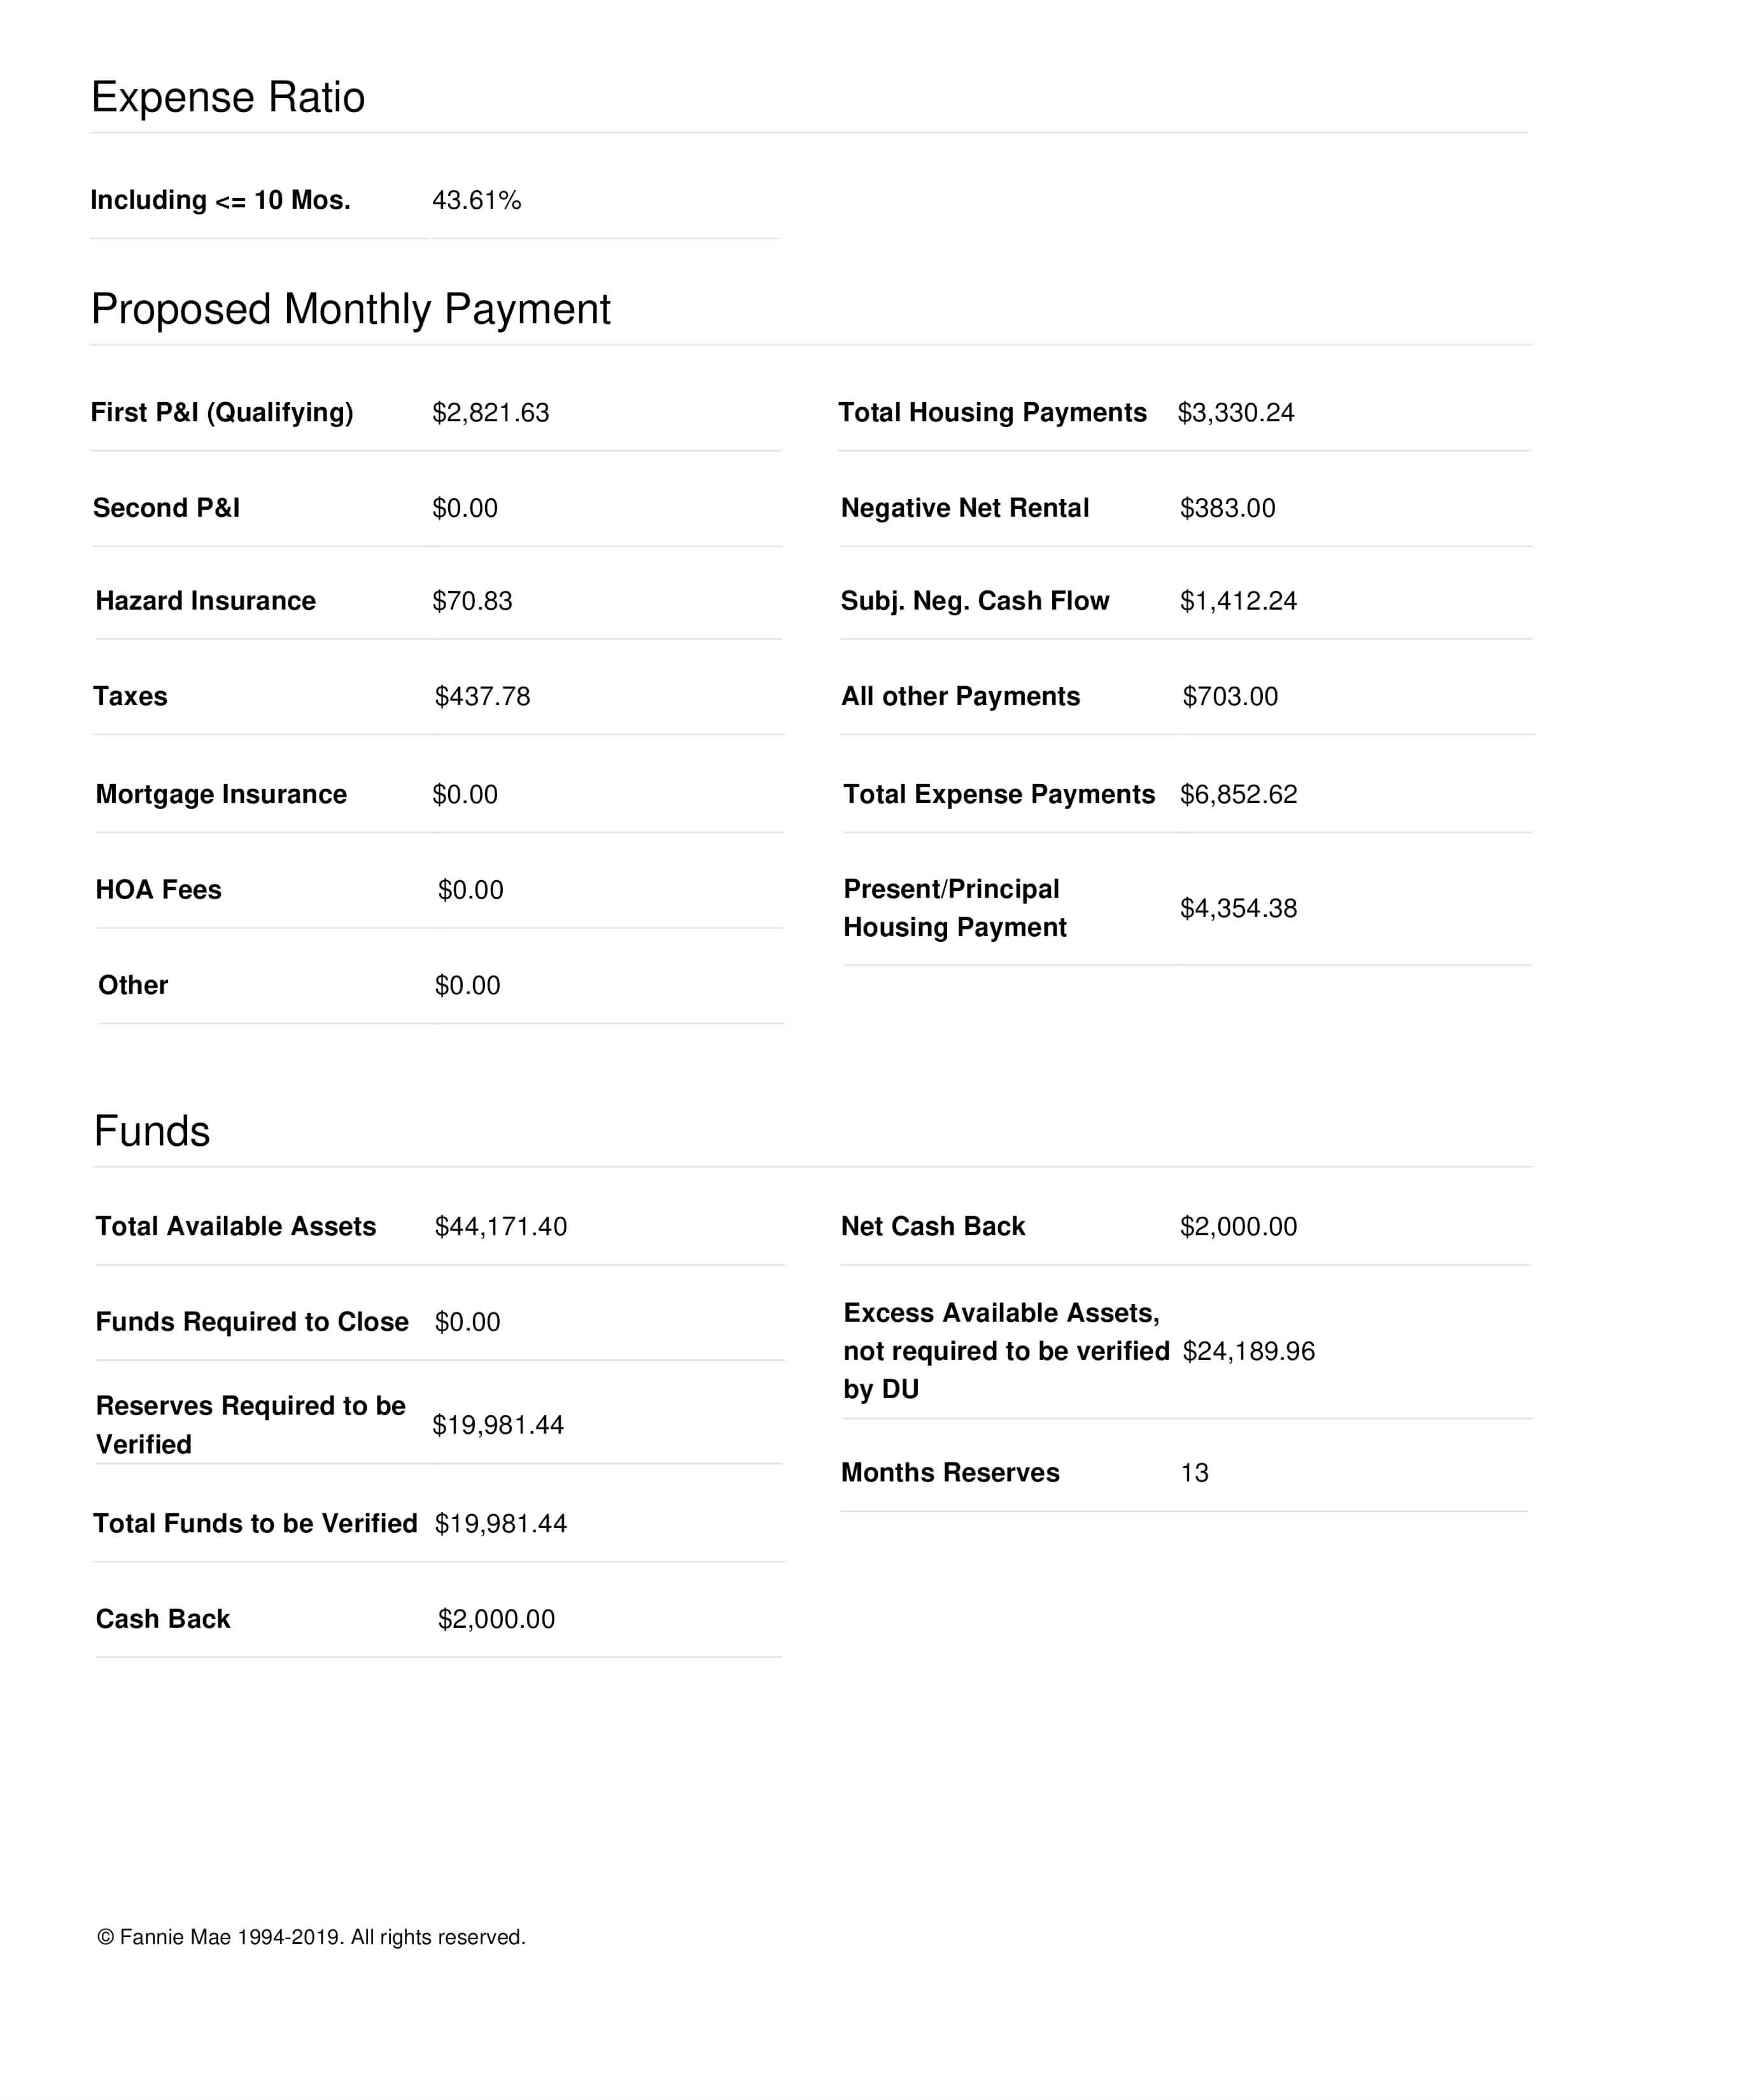 Expense Ratio
Including <= 10 Mos. 43.61%
Proposed Monthly Payment
First P&I (Qualifying) $2,821.63 Total Housing Payments $3,330.24
Second P&I $0.00 Negative Net Rental $383.00
Hazard Insurance $70.83 Subj. Neg. Cash Flow $1,412.24
Taxes $437.78 All other Payments $703.00
Mortgage Insurance $0.00 Total Expense Payments $6,852.62
HOA Fees $0.00 Present/Principal
Housing Payment $4,354.38
Other $0.00
Funds
Total Available Assets $44,171.40 Net Cash Back $2,000.00
Funds Required to Close $0.00 Excess Available Assets,
not required to be verified $24,189.96
by DU
Reserves Required to be
Verified $19,981.44
Months Reserves 13
Total Funds to be Verified $19,981.44
Cash Back $2,000.00
© Fannie Mae 1994-2019. All rights reserved.